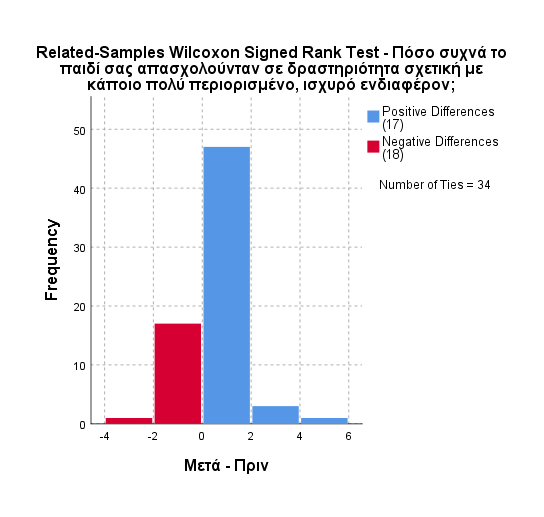 Related-Samples Wilcoxon Signed Rank Test - Πόσο συχνά το
παιδί σας απασχολούνταν σε δραστηριότητα σχετική με
κάποιο πολύ περιορισμένο, ισχυρό ενδιαφέρον;
Positive Differences
(17)
Negative Differences
(18)
Number of Ties = 34
Frequency
50
40
30
20
10
0
-4 -2 0 2 4 6
Μετά - Πριν